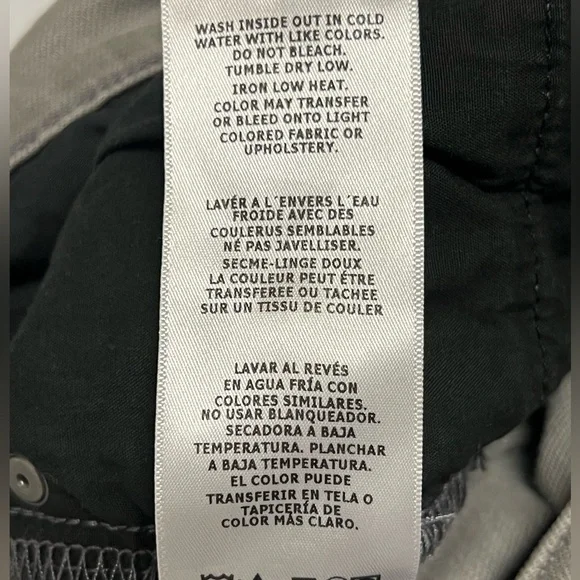 WASH INSIDE OUT IN COLD
WATER WITH LIKE COLORS.
DO NOT BLEACH.
TUMBLE DRY LOW.
IRON LOW HEAT.
COLOR MAY TRANSFER
OR BLEED ONTO LIGHT
COLORED FABRIC OR
UPHOLSTERY.
LAVÉR A L´ENVERS L´EAU
FROIDE AVEC DES
COULERUS SEMBLABLES
NÉ PAS JAVELLISER.
SECME-LINGE DOUX
LA COULEUR PEUT ÉTRE
TRANSFEREE OU TACHEE
SUR UN TISSU DE COULER
LAVAR AL REVÉS
EN AGUA FRÍA CON
COLORES SIMILARES.
NO USAR BLANQUEADOR.
SECADORA A BAJA
TEMPERATURA. PLANCHAR
A BAJA TEMPERATURA.
EL COLOR PUEDE
TRANSFERIR EN TELA O
TAPICERÍA DE
COLOR MÁS CLARO.